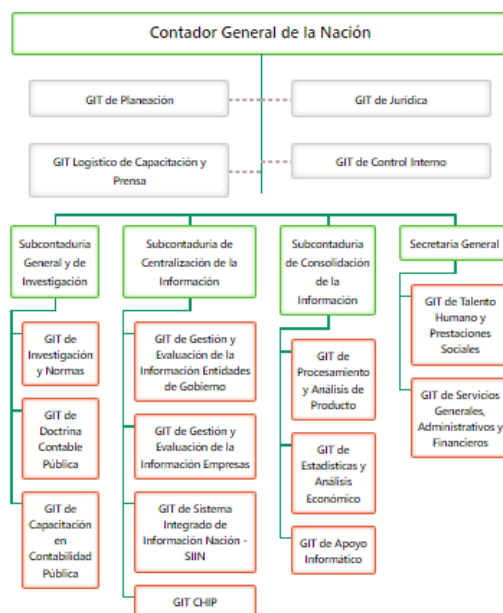 Contador General de la Nación
GIT de Planeación
GIT de Jurídica
GIT Logístico de Capacitación y
Prensa
GIT de Control Interno
Subcontaduría
General y de
Investigación
GIT de
Investigación
y Normas
GIT de
Doctrina
Contable
Pública
GIT de
Capacitación
en
Contabilidad
Pública
Subcontaduría de
Centralización de la
Información
GIT de Gestión y
Evaluación de la
Información Entidades
de Gobierno
GIT de Gestión y
Evaluación de la
Información Empresas
GIT de Sistema
Integrado de
Información Nación -
SIIN
GIT CHIP
Subcontaduría
de Consolidación
de la
Información
GIT de
Procesamiento
y Análisis de
Producto
GIT de
Estadísticas y
Análisis
Económico
GIT de Apoyo
Informático
Secretaria General
GIT de Talento
Humano y
Prestaciones
Sociales
GIT de Servicios
Generales,
Administrativos y
Financieros